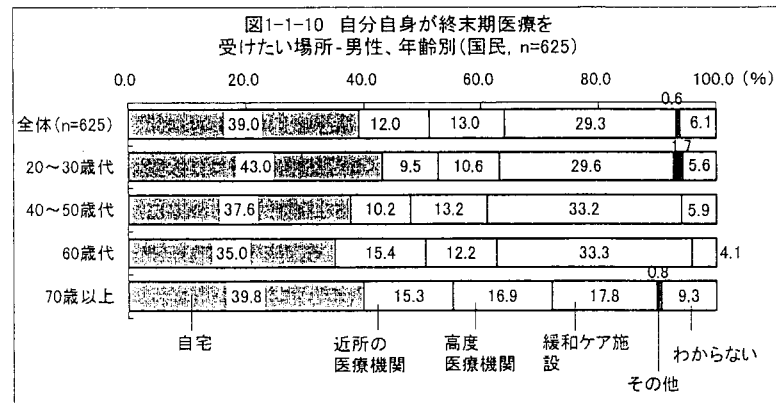 図1-1-10 自分自身が終末期医療を
受けたい場所-男性、年齢別(国民, n=625)
0.0 20.0 40.0 60.0 80.0 100.0 (%)
0.6
全体(n=625) 39.0 12.0 13.0 29.3 6.1
1.7
20～30歳代 43.0 9.5 10.6 29.6 5.6
40～50歳代 37.6 10.2 13.2 33.2 5.9
60歳代 35.0 15.4 12.2 33.3 4.1
0.8
70歳以上 39.8 15.3 16.9 17.8 9.3
自宅 近所の 高度 緩和ケア施 わからない
医療機関 医療機関 設
その他